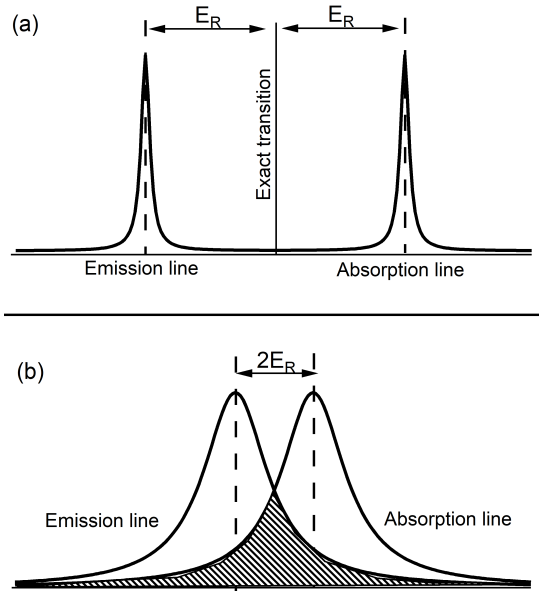 (a)
E_R
E_R
Exact transition
Emission line
Absorption line
(b)
2E_R
Emission line
Absorption line